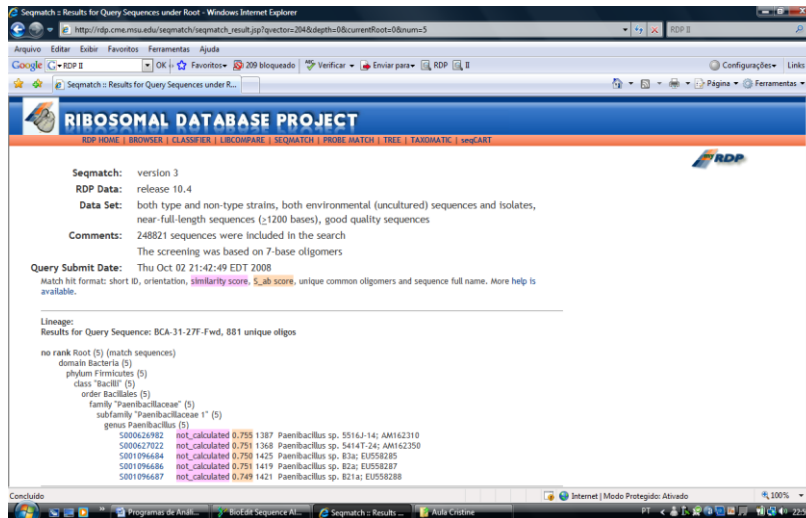 Seqmatch :: Results for Query Sequences under Root - Windows Internet Explorer
http://rdp.cme.msu.edu/seqmatch/seqmatch_result.jsp?qvector=204&depth=0&currentRoot=0&num=5
RDP II
Arquivo Editar Exibir Favoritos Ferramentas Ajuda
Google RDP II OK Favoritos 209 bloqueado Verificar Enviar para RDP II Configurações Links
Seqmatch :: Results for Query Sequences under R... Página Ferramentas
RIBOSOMAL DATABASE PROJECT
RDP HOME | BROWSER | CLASSIFIER | LIBCOMPARE | SEQMATCH | PROBE MATCH | TREE | TAXOMATIC | seqCART
RDP
Seqmatch: version 3
RDP Data: release 10.4
Data Set: both type and non-type strains, both environmental (uncultured) sequences and isolates,
near-full-length sequences (≥1200 bases), good quality sequences
Comments: 248821 sequences were included in the search
The screening was based on 7-base oligomers
Query Submit Date: Thu Oct 02 21:42:49 EDT 2008
Match hit format: short ID, orientation, similarity score, S_ab score, unique common oligomers and sequence full name. More help is
available.
Lineage:
Results for Query Sequence: BCA-31-27F-Fwd, 881 unique oligos
no rank Root (5) (match sequences)
domain Bacteria (5)
phylum Firmicutes (5)
class "Bacilli" (5)
order Bacillales (5)
family "Paenibacillaceae" (5)
subfamily "Paenibacillaceae 1" (5)
genus Paenibacillus (5)
S000626982 not_calculated 0.755 1387 Paenibacillus sp. 5516J-14; AM162310
S000627022 not_calculated 0.751 1368 Paenibacillus sp. 5414T-24; AM162350
S001096684 not_calculated 0.750 1425 Paenibacillus sp. B3a; EU558285
S001096686 not_calculated 0.751 1419 Paenibacillus sp. B2a; EU558287
S001096687 not_calculated 0.749 1421 Paenibacillus sp. B21a; EU558288
Concluído Internet | Modo Protegido: Ativado 100%
Programas de Análi... BioEdit Sequence Al... Seqmatch :: Results ... Aula Cristine PT